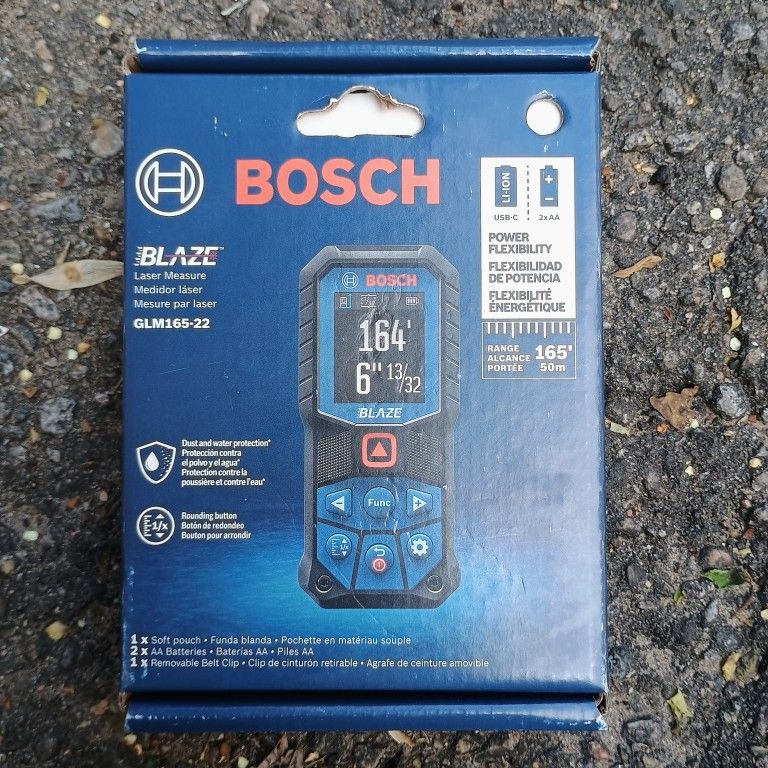 BOSCH
BLAZE™
Laser Measure
Medidor láser
Mesure par laser
GLM165-22
LI-ION
USB-C
2xAA
POWER
FLEXIBILITY
FLEXIBILIDAD
DE POTENCIA
FLEXIBILITÉ
ÉNERGÉTIQUE
RANGE
ALCANCE
PORTÉE
165'
50m
BOSCH
164'
6" 13/32
BLAZE
Func
1/x
Dust and water protection*
Protección contra
el polvo y el agua*
Protection contre la
poussière et contre l'eau*
1/x
Rounding button
Botón de redondeo
Bouton pour arrondir
1 x Soft pouch • Funda blanda • Pochette en matériau souple
2 x AA Batteries • Baterías AA • Piles AA
1 x Removable Belt Clip • Clip de cinturón retirable • Agrafe de ceinture amovible